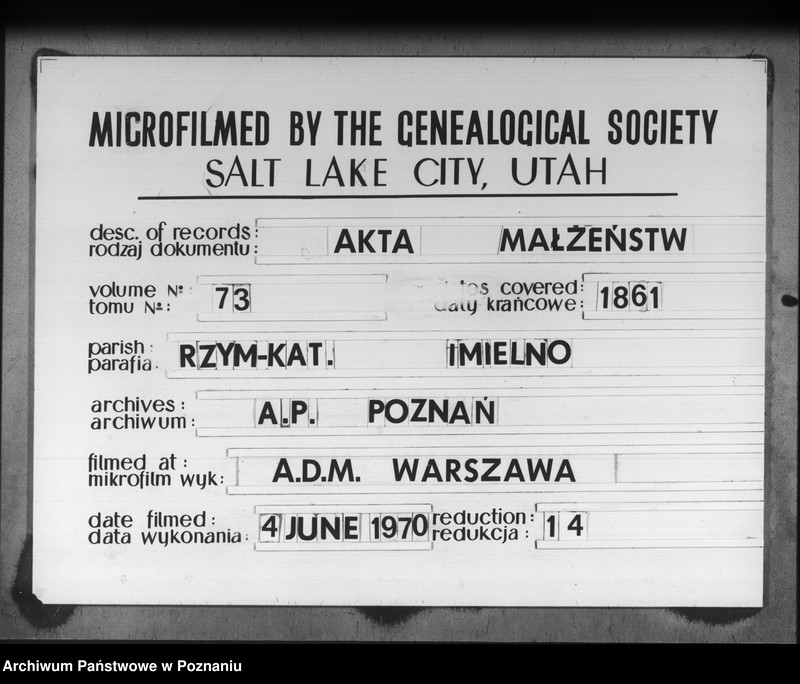 MICROFILMED BY THE GENEALOGICAL SOCIETY
SALT LAKE CITY, UTAH
desc. of records: AKTA MAŁŻEŃSTW
rodzaj dokumentu:
volume №: 73 covered: 1861
tomu №: daty krańcowe:
parish: RZYM-KAT. IMIELNO
parafia.
archives: A.P. POZNAŃ
archiwum:
filmed at: A.D.M. WARSZAWA
mikrofilm wyk:
date filmed: 4 JUNE 1970 reduction: 14
data wykonania: redukcja:
Archiwum Państwowe w Poznaniu